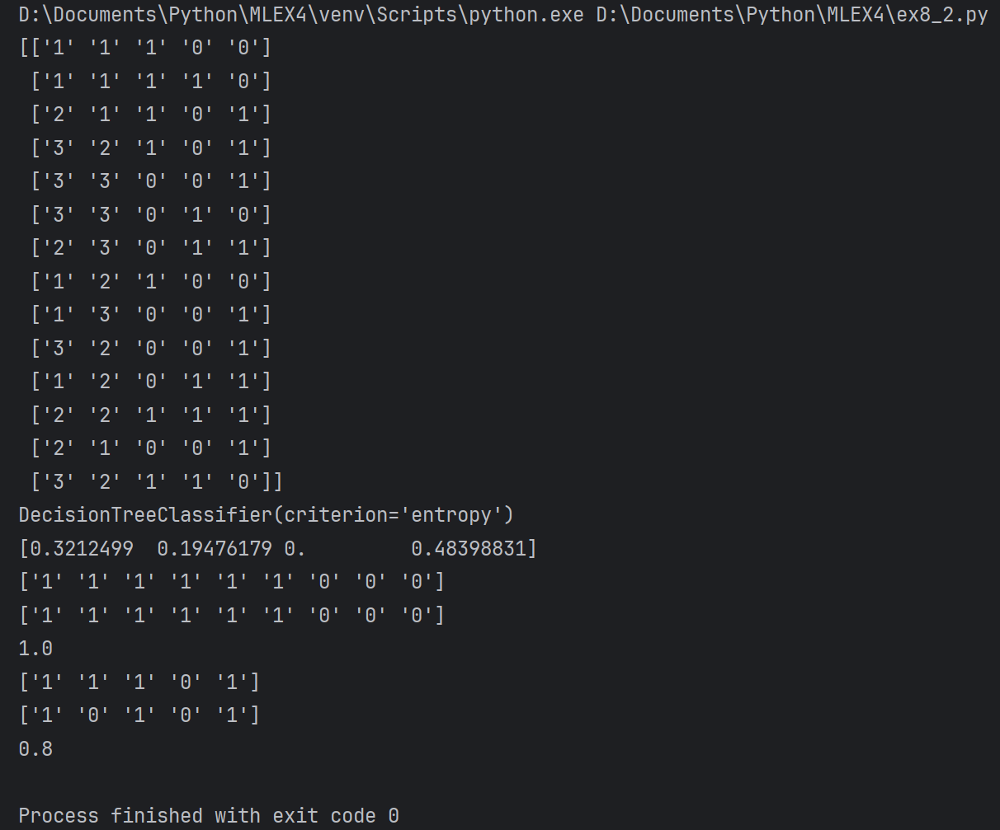 D:\Documents\Python\MLEX4\venv\Scripts\python.exe D:\Documents\Python\MLEX4\ex8_2.py
[['1' '1' '1' '0' '0']
 ['1' '1' '1' '1' '0']
 ['2' '1' '1' '0' '1']
 ['3' '2' '1' '0' '1']
 ['3' '3' '0' '0' '1']
 ['3' '3' '0' '1' '0']
 ['2' '3' '0' '1' '1']
 ['1' '2' '1' '0' '0']
 ['1' '3' '0' '0' '1']
 ['3' '2' '0' '0' '1']
 ['1' '2' '0' '1' '1']
 ['2' '2' '1' '1' '1']
 ['2' '1' '0' '0' '1']
 ['3' '2' '1' '1' '0']]
DecisionTreeClassifier(criterion='entropy')
[0.3212499  0.19476179 0.         0.48398831]
['1' '1' '1' '1' '1' '1' '0' '0' '0']
['1' '1' '1' '1' '1' '1' '0' '0' '0']
1.0
['1' '1' '1' '0' '1']
['1' '0' '1' '0' '1']
0.8
Process finished with exit code 0